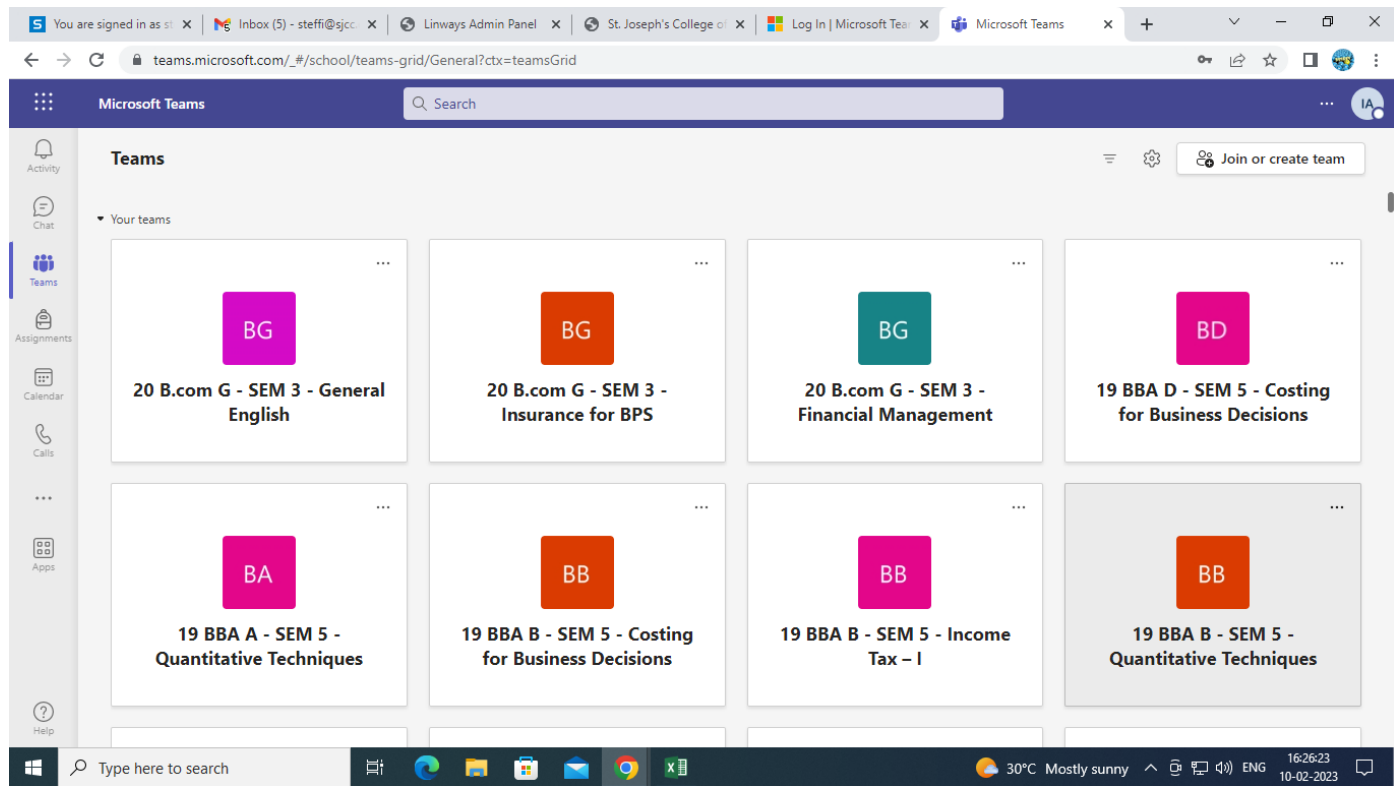 You are signed in as st
Inbox (5) - steffi@sjcc.
Linways Admin Panel
St. Joseph's College of
Log In | Microsoft Tea
Microsoft Teams
teams.microsoft.com/_#/school/teams-grid/General?ctx=teamsGrid
Microsoft Teams
Search
IA
Activity
Chat
Teams
Assignments
Calendar
Calls
Apps
Help
Teams
Join or create team
Your teams
BG
20 B.com G - SEM 3 - General
English
BG
20 B.com G - SEM 3 -
Insurance for BPS
BG
20 B.com G - SEM 3 -
Financial Management
BD
19 BBA D - SEM 5 - Costing
for Business Decisions
BA
19 BBA A - SEM 5 -
Quantitative Techniques
BB
19 BBA B - SEM 5 - Costing
for Business Decisions
BB
19 BBA B - SEM 5 - Income
Tax – I
BB
19 BBA B - SEM 5 -
Quantitative Techniques
Type here to search
30°C Mostly sunny
ENG
16:26:23
10-02-2023